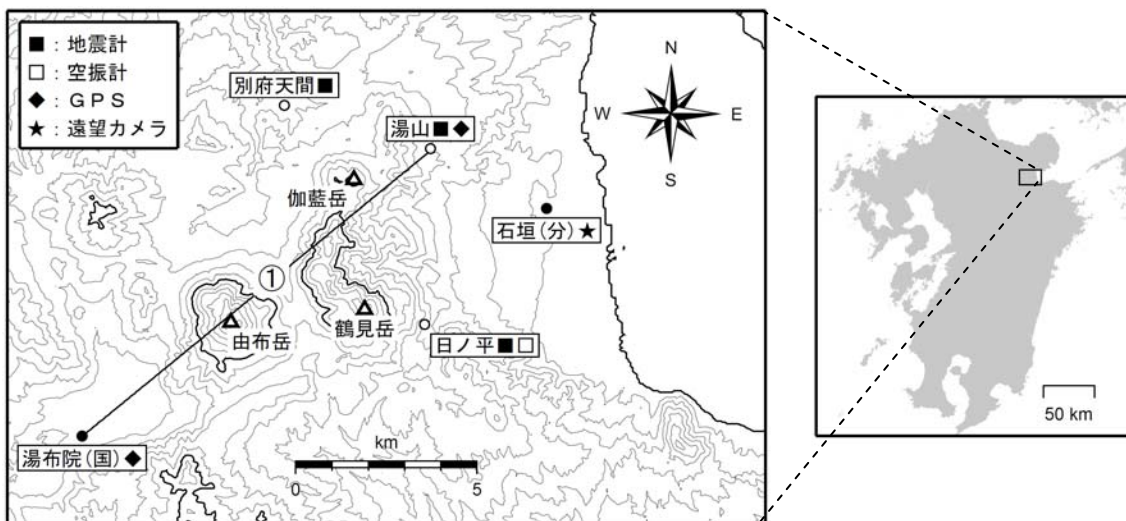 ■：地震計
□：空振計
◆：ＧＰＳ
★：遠望カメラ
別府天間■
湯山■◆
N
W
E
S
伽藍岳
石垣(分)★
①
由布岳
鶴見岳
日ノ平■□
湯布院(国)◆
km
0
5
50 km